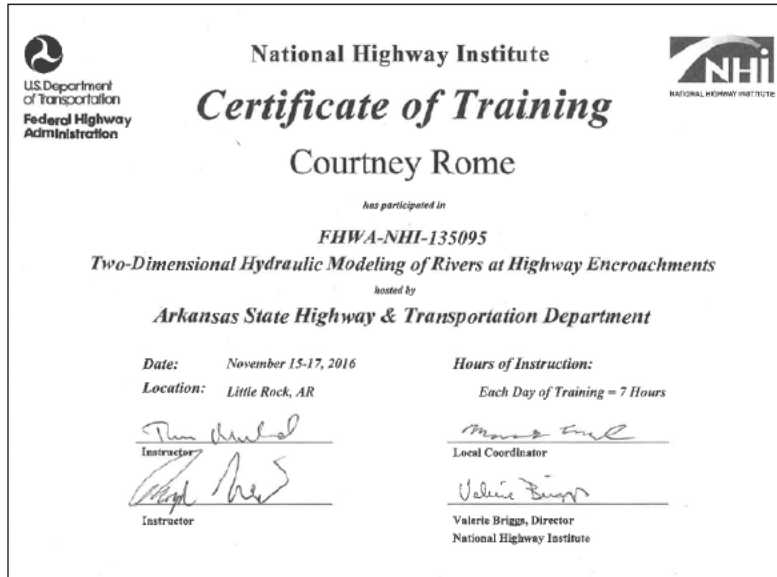 U.S. Department
of Transportation
Federal Highway
Administration
National Highway Institute
NHI
NATIONAL HIGHWAY INSTITUTE
Certificate of Training
Courtney Rome
has participated in
FHWA-NHI-135095
Two-Dimensional Hydraulic Modeling of Rivers at Highway Encroachments
hosted by
Arkansas State Highway & Transportation Department
Date: November 15-17, 2016
Location: Little Rock, AR
Hours of Instruction:
Each Day of Training = 7 Hours
Instructor
Local Coordinator
Instructor
Valerie Briggs
Valerie Briggs, Director
National Highway Institute